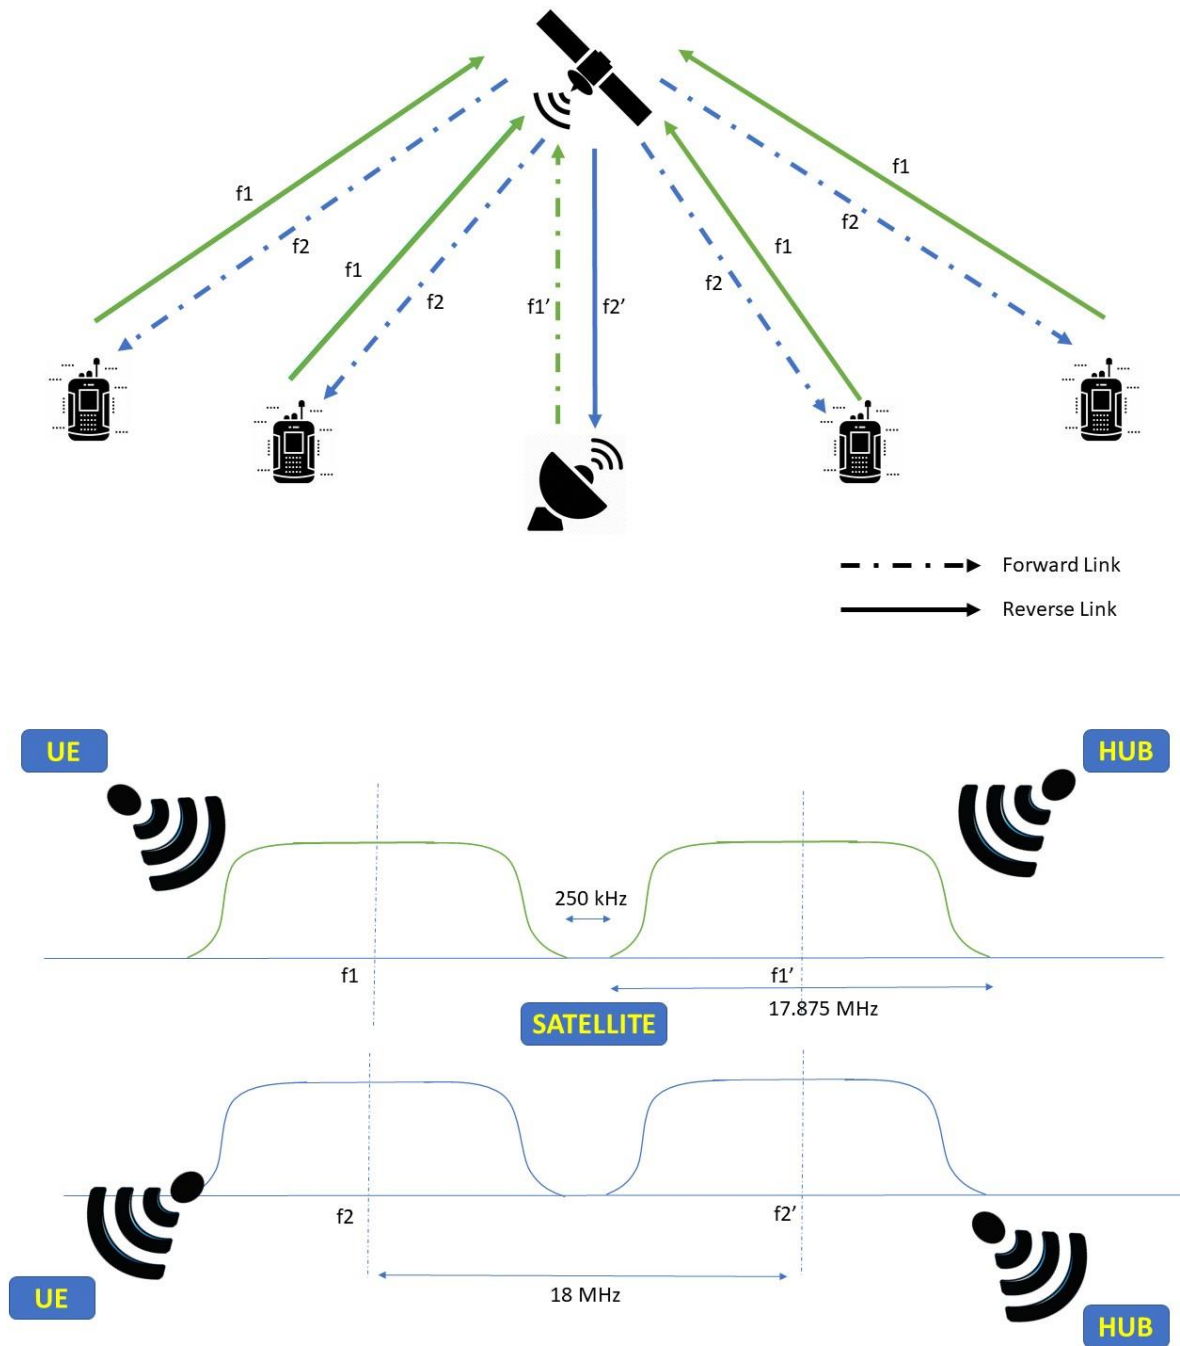 f1
f1
f2
f2
f1
f1
f2
f2
f1’
f2’
Forward Link
Reverse Link
UE
HUB
250 kHz
f1
f1’
17.875 MHz
SATELLITE
f2
f2’
18 MHz
UE
HUB